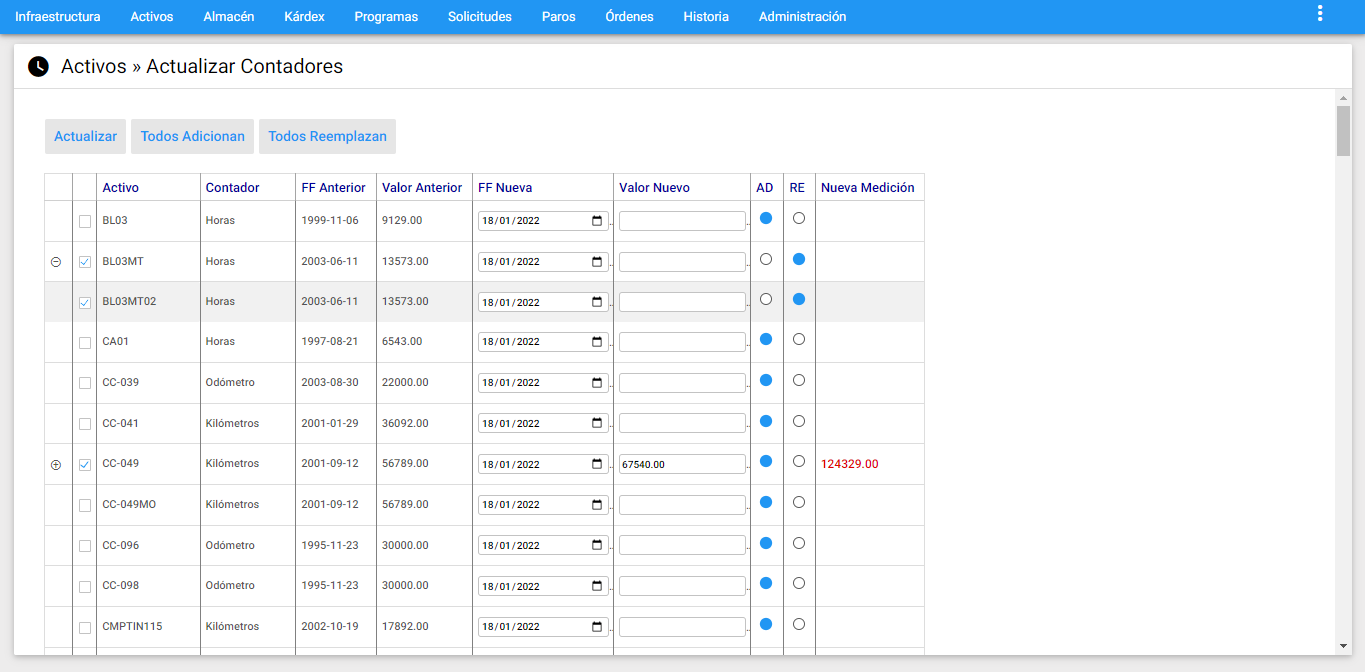 Infraestructura Activos Almacén Kárdex Programas Solicitudes Paros Órdenes Historia Administración
Activos » Actualizar Contadores
Actualizar Todos Adicionan Todos Reemplazan
Activo Contador FF Anterior Valor Anterior FF Nueva Valor Nuevo AD RE Nueva Medición
BL03 Horas 1999-11-06 9129.00 18/01/2022
BL03MT Horas 2003-06-11 13573.00 18/01/2022
BL03MT02 Horas 2003-06-11 13573.00 18/01/2022
CA01 Horas 1997-08-21 6543.00 18/01/2022
CC-039 Odómetro 2003-08-30 22000.00 18/01/2022
CC-041 Kilómetros 2001-01-29 36092.00 18/01/2022
CC-049 Kilómetros 2001-09-12 56789.00 18/01/2022 67540.00 124329.00
CC-049MO Kilómetros 2001-09-12 56789.00 18/01/2022
CC-096 Odómetro 1995-11-23 30000.00 18/01/2022
CC-098 Odómetro 1995-11-23 30000.00 18/01/2022
CMPTIN115 Kilómetros 2002-10-19 17892.00 18/01/2022